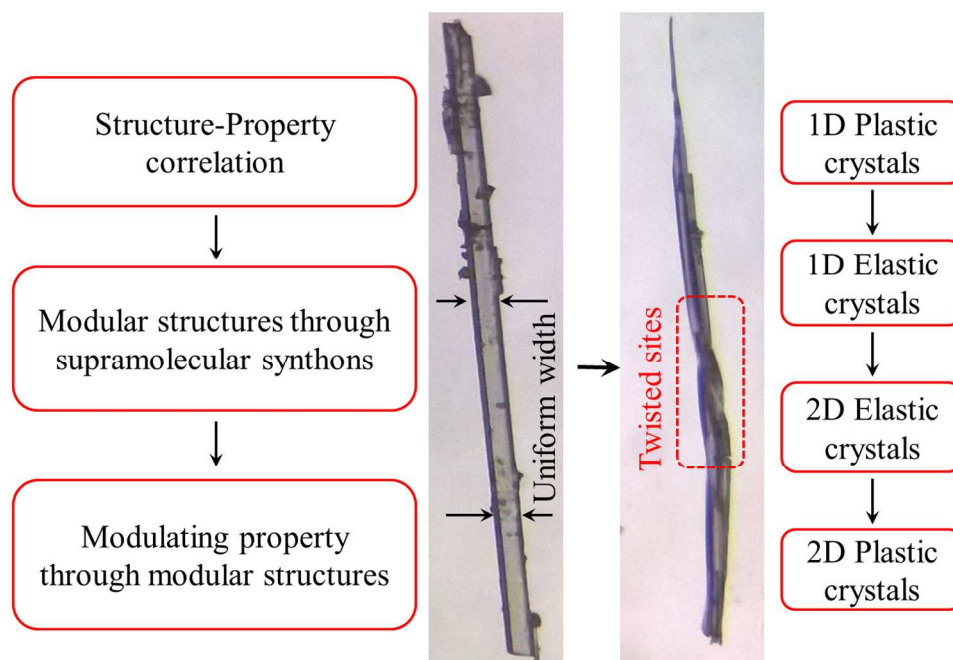 Structure-Property
correlation
Modular structures through
supramolecular synthons
Modulating property
through modular structures
Uniform width
Twisted sites
1D Plastic
crystals
1D Elastic
crystals
2D Elastic
crystals
2D Plastic
crystals